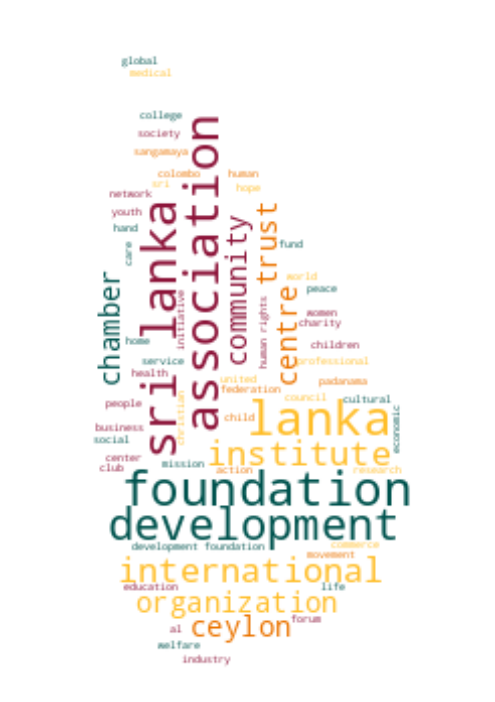 global
medical
college
society
association
sangamaya
colombo
human
sri
hope
network
sri lanka
trust
youth
community
hand
fund
care
chamber
world
centre
peace
initiative
human rights
women
charity
home
children
service
professional
health
united
padanama
federation
christian
council
cultural
people
lanka
economic
child
business
social
institute
center
mission
club
action
research
foundation
development
development foundation
commerce
movement
international
education
life
organization
ceylon
forum
al
welfare
industry